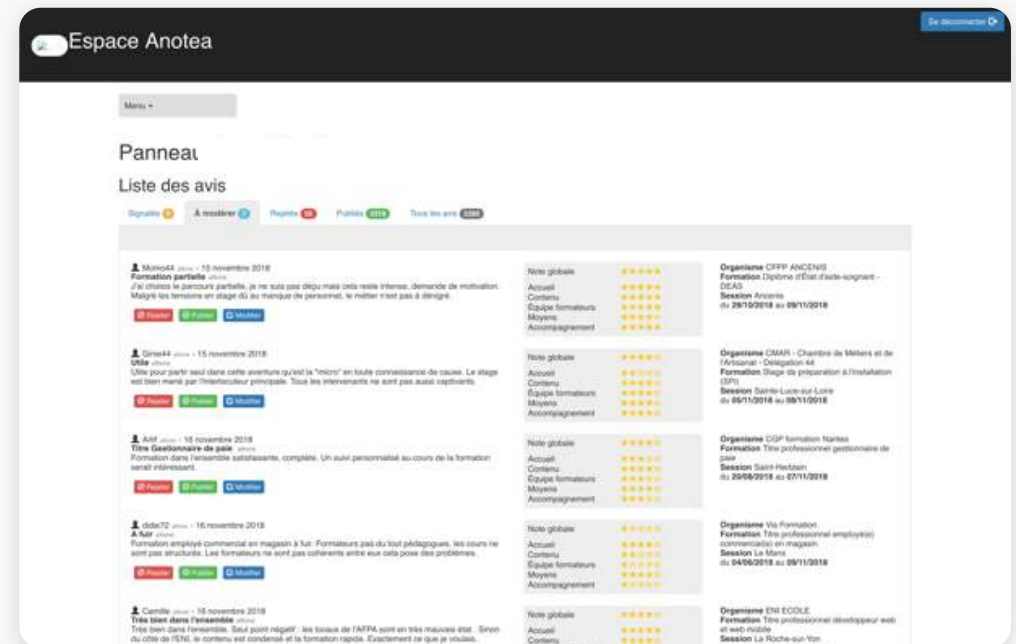 Se déconnecter
Espace Anotea
Menu
Panneau
Liste des avis
Signalés
À modérer
Rejetés
Publiés
Tous les avis
Momo44 - 15 novembre 2018
Formation partielle
J'ai choisis le parcours partielle, je ne suis pas déçu mais cela reste intense, demande de motivation.
Malgré les tensions en stage dû au manque de personnel, le métier n'est pas à dénigré.
Rejeter Publier Modifier
Note globale
Accueil
Contenu
Équipe formateurs
Moyens
Accompagnement
Organisme CFPP ANCENIS
Formation Diplôme d'État d'aide-soignant -
DEAS
Session Ancenis
du 29/10/2018 au 09/11/2018
Ginie44 - 15 novembre 2018
Utile
Utile pour partir seul dans cette aventure qu'est la "micro" en toute connaissance de cause. Le stage
est bien mené par l'interlocuteur principale. Tous les intervenants ne sont pas aussi captivants.
Rejeter Publier Modifier
Note globale
Accueil
Contenu
Équipe formateurs
Moyens
Accompagnement
Organisme CMAR - Chambre de Métiers et de
l'Artisanat - Délégation 44
Formation Stage de préparation à l'installation
(SPI)
Session Sainte-Luce-sur-Loire
du 05/11/2018 au 08/11/2018
- 16 novembre 2018
Titre Gestionnaire de paie
Formation dans l'ensemble satisfaisante, complète. Un suivi personnalisé au cours de la formation
serait intéressant.
Rejeter Publier Modifier
Note globale
Accueil
Contenu
Équipe formateurs
Moyens
Accompagnement
Organisme CGP formation Nantes
Formation Titre professionnel gestionnaire de
paie
Session Saint-Herblain
du 20/08/2018 au 07/11/2018
didie72 - 16 novembre 2018
A fuir
Formation employé commercial en magasin à fuir. Formateurs pas du tout pédagogues, les cours ne
sont pas structurés. Les formateurs ne sont pas cohérents entre eux cela pose des problèmes.
Rejeter Publier Modifier
Note globale
Accueil
Contenu
Équipe formateurs
Moyens
Accompagnement
Organisme Via Formation
Formation Titre professionnel employé(e)
commercial(e) en magasin
Session Le Mans
du 04/06/2018 au 09/11/2018
Camille - 16 novembre 2018
Très bien dans l'ensemble
Très bien dans l'ensemble. Seul point négatif : les locaux de l'AFPA sont en très mauvais état. Sinon
du côté de l'ENI, le contenu est condensé et la formation rapide. Exactement ce que je voulais.
Note globale
Accueil
Contenu
Organisme ENI ECOLE
Formation Titre professionnel développeur web
et web mobile
Session La Roche-sur-Yon